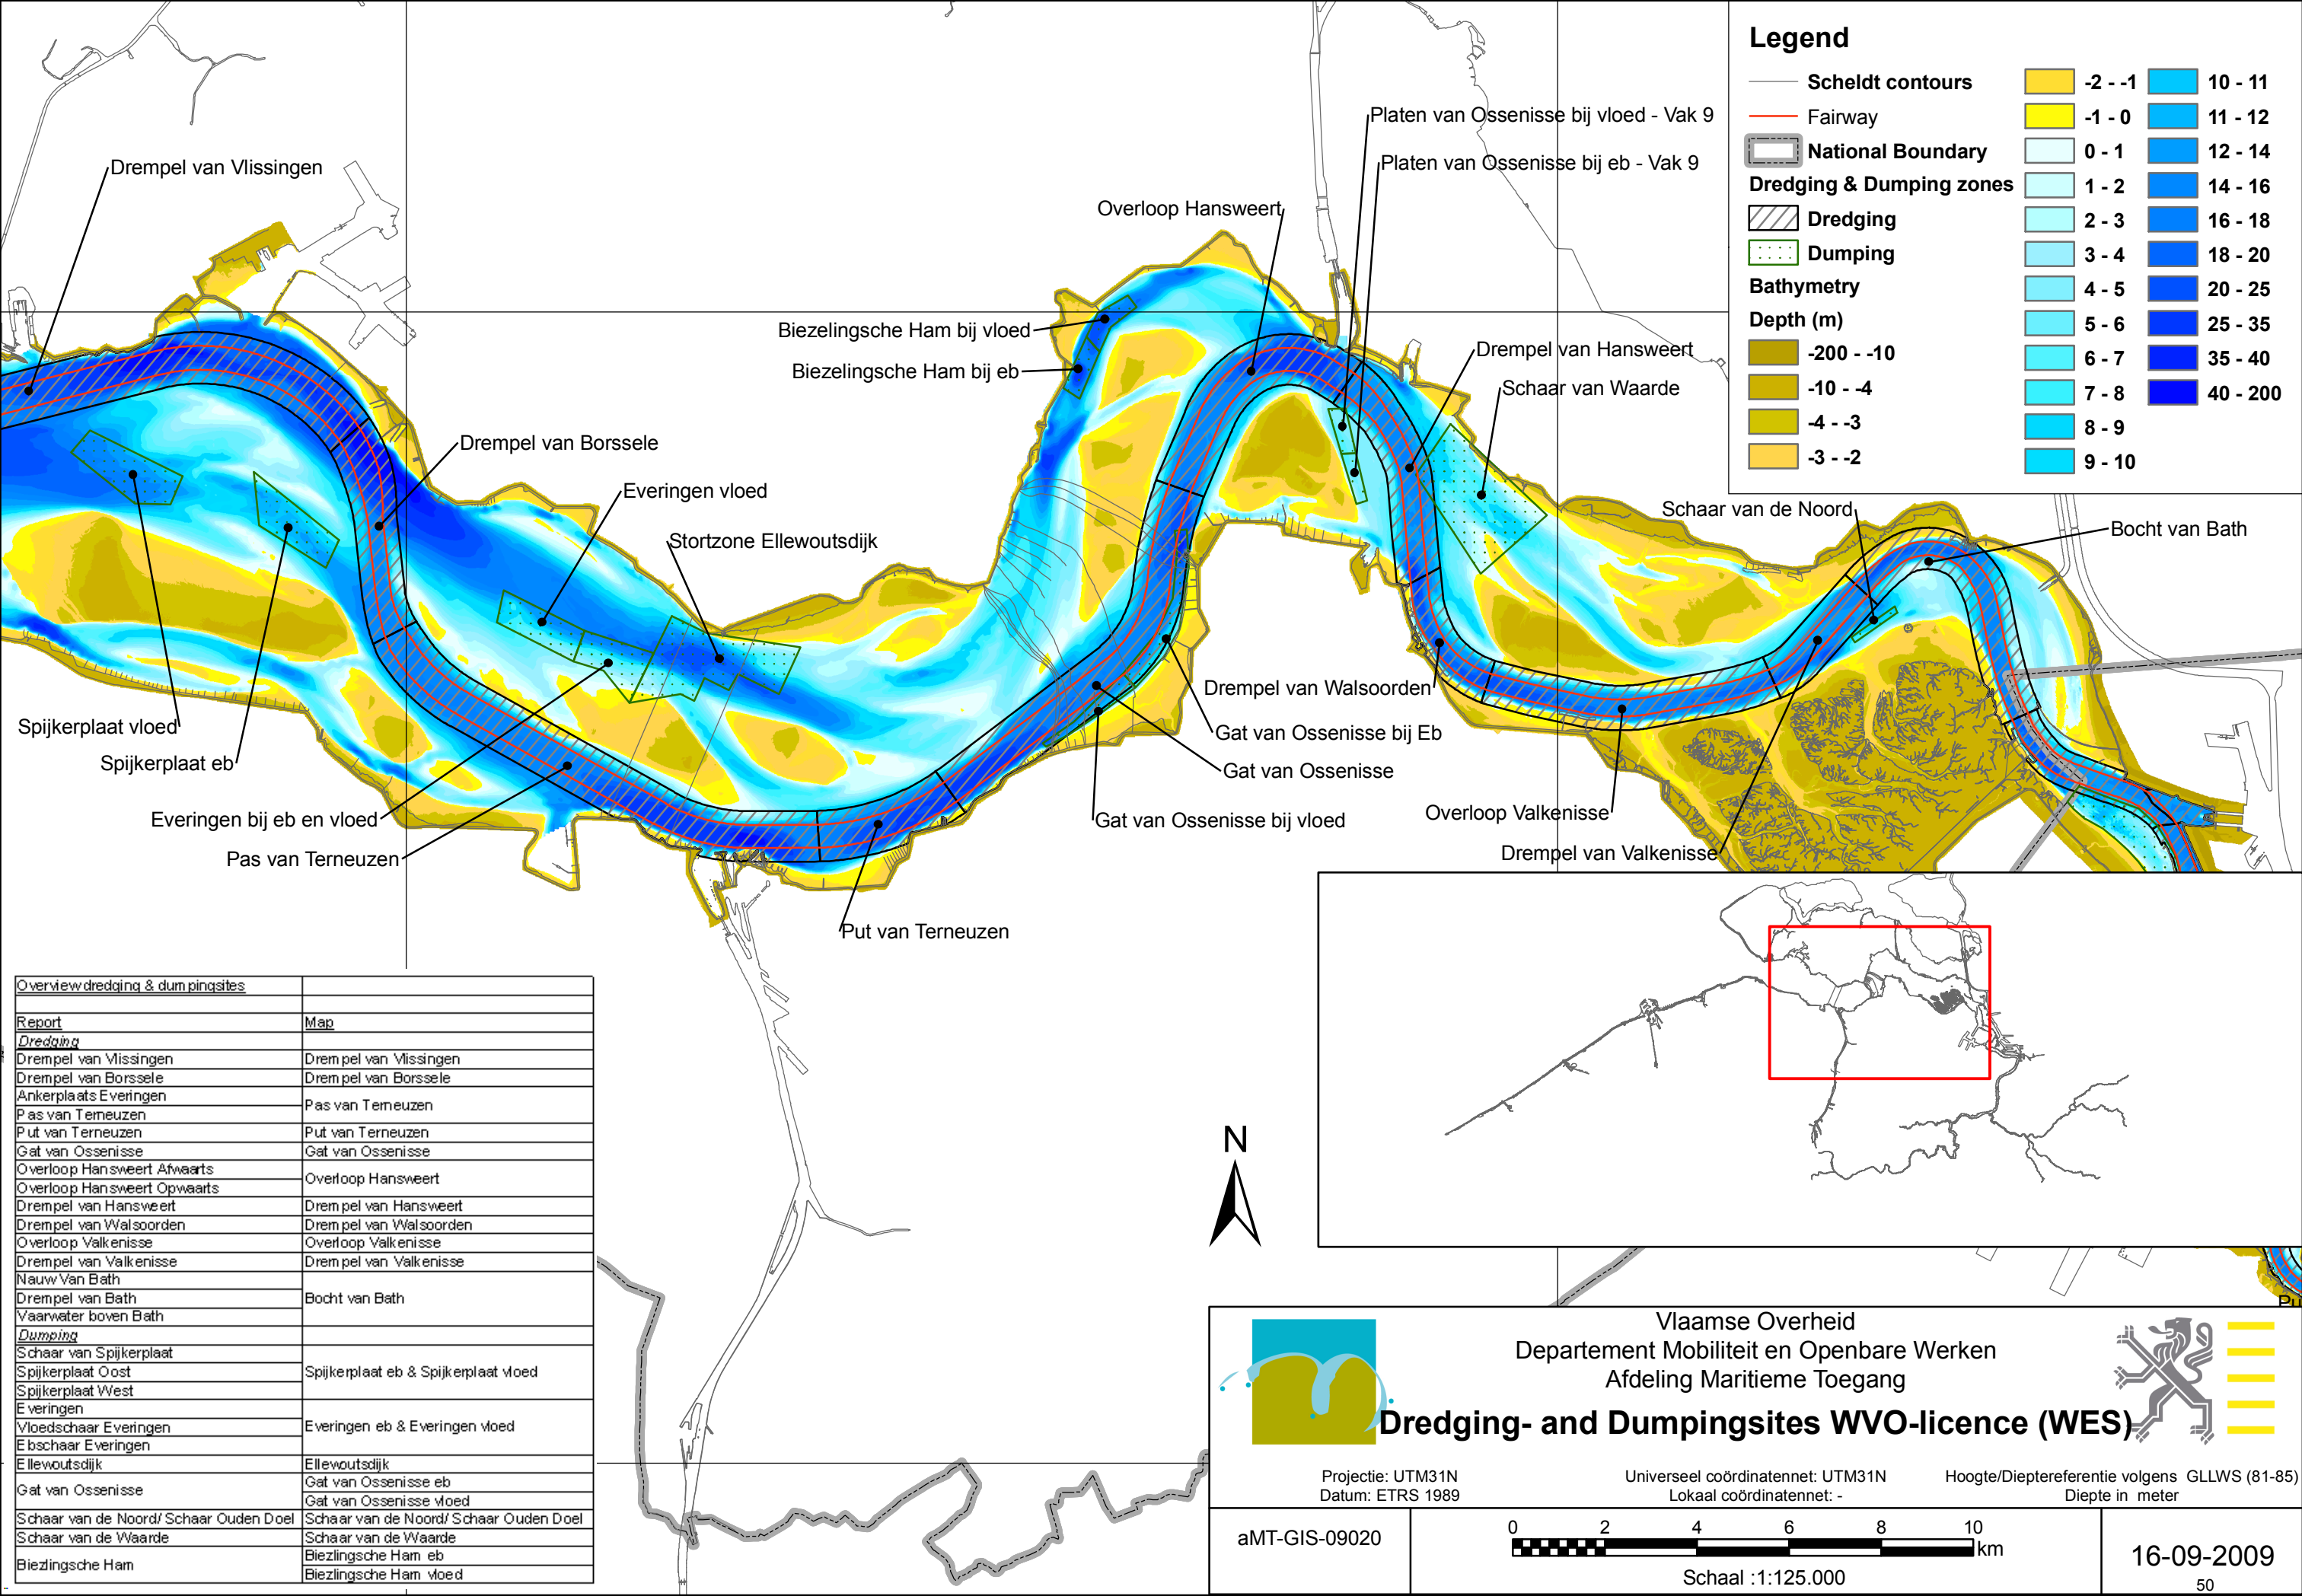 Legend
Scheldt contours
Fairway
National Boundary
Dredging & Dumping zones
Dredging
Dumping
Bathymetry
Depth (m)
-200 - -10
-10 - -4
-4 - -3
-3 - -2
-2 - -1
-1 - 0
0 - 1
1 - 2
2 - 3
3 - 4
4 - 5
5 - 6
6 - 7
7 - 8
8 - 9
9 - 10
10 - 11
11 - 12
12 - 14
14 - 16
16 - 18
18 - 20
20 - 25
25 - 35
35 - 40
40 - 200
Platen van Ossenisse bij vloed - Vak 9
Platen van Ossenisse bij eb - Vak 9
Drempel van Vlissingen
Overloop Hansweert
Biezelingsche Ham bij vloed
Biezelingsche Ham bij eb
Drempel van Hansweert
Schaar van Waarde
Drempel van Borssele
Everingen vloed
Stortzone Ellewoutsdijk
Schaar van de Noord
Bocht van Bath
Spijkerplaat vloed
Spijkerplaat eb
Drempel van Walsoorden
Gat van Ossenisse bij Eb
Gat van Ossenisse
Everingen bij eb en vloed
Gat van Ossenisse bij vloed
Overloop Valkenisse
Pas van Terneuzen
Drempel van Valkenisse
Put van Terneuzen
Overview dredging & dumpingsites
Report Map
Dredging
Drempel van Vlissingen Drempel van Vlissingen
Drempel van Borssele Drempel van Borssele
Ankerplaats Everingen
Pas van Terneuzen
Pas van Terneuzen
Put van Terneuzen Put van Terneuzen
Gat van Ossenisse Gat van Ossenisse
Overloop Hansweert Afwaarts
Overloop Hansweert
Overloop Hansweert Opwaarts
Drempel van Hansweert Drempel van Hansweert
Drempel van Walsoorden Drempel van Walsoorden
Overloop Valkenisse Overloop Valkenisse
Drempel van Valkenisse Drempel van Valkenisse
Nauw Van Bath
Drempel van Bath Bocht van Bath
Vaarwater boven Bath
Dumping
Schaar van Spijkerplaat
Spijkerplaat Oost Spijkerplaat eb & Spijkerplaat vloed
Spijkerplaat West
Everingen
Vloedschaar Everingen Everingen eb & Everingen vloed
Ebschaar Everingen
Ellewoutsdijk Ellewoutsdijk
Gat van Ossenisse Gat van Ossenisse eb
Gat van Ossenisse vloed
Schaar van de Noord/ Schaar Ouden Doel Schaar van de Noord/ Schaar Ouden Doel
Schaar van de Waarde Schaar van de Waarde
Biezlingsche Ham Biezlingsche Ham eb
Biezlingsche Ham vloed
N
Pu
Vlaamse Overheid
Departement Mobiliteit en Openbare Werken
Afdeling Maritieme Toegang
Dredging- and Dumpingsites WVO-licence (WES)
Projectie: UTM31N
Datum: ETRS 1989
Universeel coördinatennet: UTM31N
Lokaal coördinatennet: -
Hoogte/Dieptereferentie volgens GLLWS (81-85)
Diepte in meter
aMT-GIS-09020
0 2 4 6 8 10
km
Schaal :1:125.000
16-09-2009
50